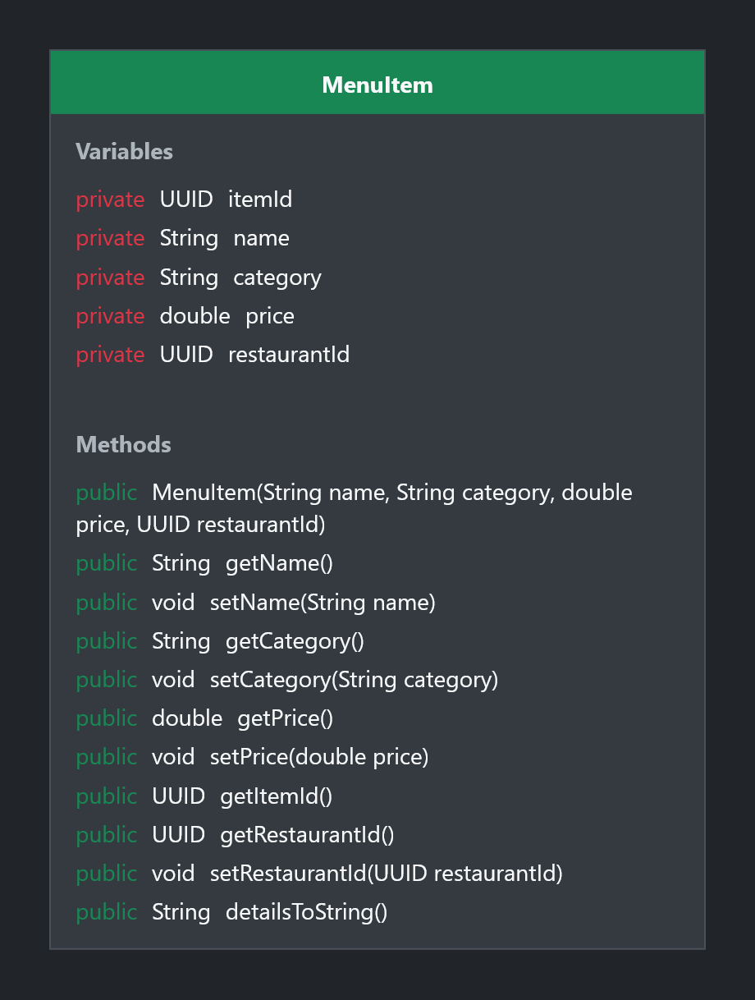 MenuItem
Variables
private UUID itemId
private String name
private String category
private double price
private UUID restaurantId
Methods
public MenuItem(String name, String category, double
price, UUID restaurantId)
public String getName()
public void setName(String name)
public String getCategory()
public void setCategory(String category)
public double getPrice()
public void setPrice(double price)
public UUID getItemId()
public UUID getRestaurantId()
public void setRestaurantId(UUID restaurantId)
public String detailsToString()